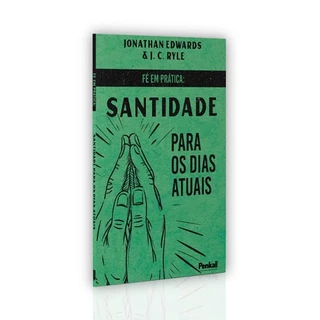 JONATHAN EDWARDS
& J. C. RYLE
FÉ EM PRÁTICA:
SANTIDADE
PARA
OS DIAS
ATUAIS
Penkal